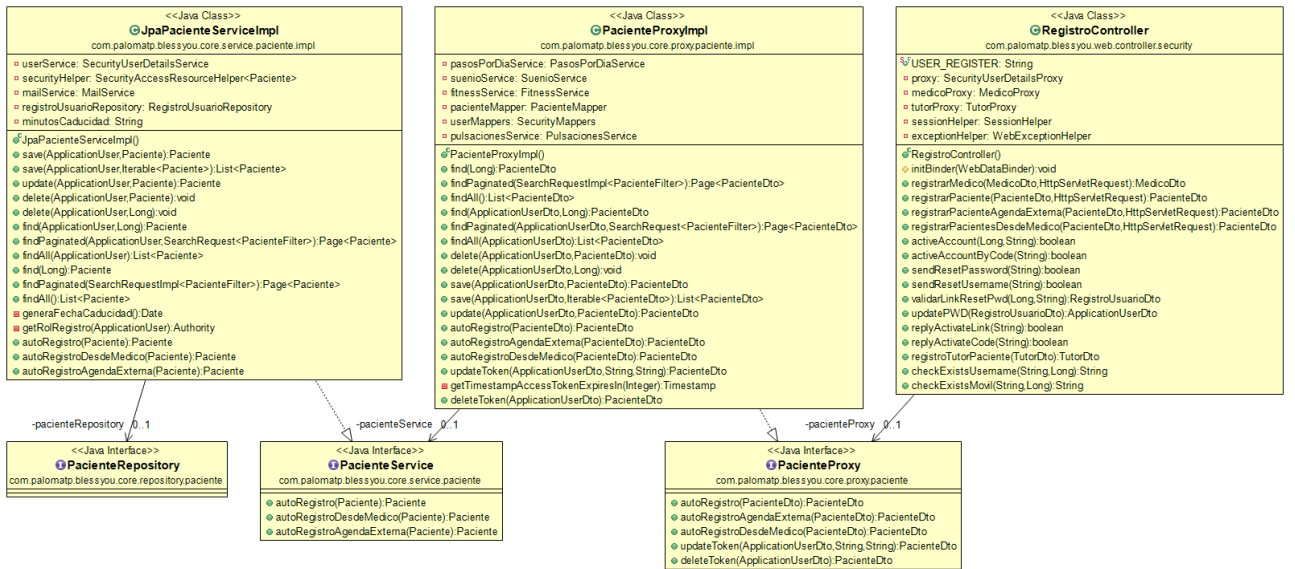 <<Java Class>>
JpaPacienteServiceImpl
com.palomatp.blessyou.core.service.paciente.impl
userService: SecurityUserDetailsService
securityHelper: SecurityAccessResourceHelper<Paciente>
mailService: MailService
registroUsuarioRepository: RegistroUsuarioRepository
minutosCaducidad: String
JpaPacienteServiceImpl()
save(ApplicationUser,Paciente):Paciente
save(ApplicationUser,Iterable<Paciente>):List<Paciente>
update(ApplicationUser,Paciente):Paciente
delete(ApplicationUser,Paciente):void
delete(ApplicationUser,Long):void
find(ApplicationUser,Long):Paciente
findPaginated(ApplicationUser,SearchRequest<PacienteFilter>):Page<Paciente>
findAll(ApplicationUser):List<Paciente>
find(Long):Paciente
findPaginated(SearchRequestImpl<PacienteFilter>):Page<Paciente>
findAll():List<Paciente>
generaFechaCaducidad():Date
getRolRegistro(ApplicationUser):Authority
autoRegistro(Paciente):Paciente
autoRegistroDesdeMedico(Paciente):Paciente
autoRegistroAgendaExterna(Paciente):Paciente
<<Java Class>>
PacienteProxyImpl
com.palomatp.blessyou.core.proxy.paciente.impl
pasosPorDiaService: PasosPorDiaService
suenioService: SuenioService
fitnessService: FitnessService
pacienteMapper: PacienteMapper
userMappers: SecurityMappers
pulsacionesService: PulsacionesService
PacienteProxyImpl()
find(Long):PacienteDto
findPaginated(SearchRequestImpl<PacienteFilter>):Page<PacienteDto>
findAll():List<PacienteDto>
find(ApplicationUserDto,Long):PacienteDto
findPaginated(ApplicationUserDto,SearchRequest<PacienteFilter>):Page<PacienteDto>
findAll(ApplicationUserDto):List<PacienteDto>
delete(ApplicationUserDto,PacienteDto):void
delete(ApplicationUserDto,Long):void
save(ApplicationUserDto,PacienteDto):PacienteDto
save(ApplicationUserDto,Iterable<PacienteDto>):List<PacienteDto>
update(ApplicationUserDto,PacienteDto):PacienteDto
autoRegistro(PacienteDto):PacienteDto
autoRegistroAgendaExterna(PacienteDto):PacienteDto
autoRegistroDesdeMedico(PacienteDto):PacienteDto
updateToken(ApplicationUserDto,String,String):PacienteDto
getTimestampAccessTokenExpiresIn(Integer):Timestamp
deleteToken(ApplicationUserDto):PacienteDto
<<Java Class>>
RegistroController
com.palomatp.blessyou.web.controller.security
USER_REGISTER: String
proxy: SecurityUserDetailsProxy
medicoProxy: MedicoProxy
tutorProxy: TutorProxy
sessionHelper: SessionHelper
exceptionHelper: WebExceptionHelper
RegistroController()
initBinder(WebDataBinder):void
registrarMedico(MedicoDto,HttpServletRequest):MedicoDto
registrarPaciente(PacienteDto,HttpServletRequest):PacienteDto
registrarPacienteAgendaExterna(PacienteDto,HttpServletRequest):PacienteDto
registrarPacientesDesdeMedico(PacienteDto,HttpServletRequest):PacienteDto
activeAccount(Long,String):boolean
activeAccountByCode(String):boolean
sendResetPassword(String):boolean
sendResetUsername(String):boolean
validarLinkResetPwd(Long,String):RegistroUsuarioDto
updatePWD(RegistroUsuarioDto):ApplicationUserDto
replyActivateLink(String):boolean
replyActivateCode(String):boolean
registroTutorPaciente(TutorDto):TutorDto
checkExistsUsername(String,Long):String
checkExistsMovil(String,Long):String
-pacienteRepository 0..1
-pacienteService 0..1
-pacienteProxy 0..1
<<Java Interface>>
PacienteRepository
com.palomatp.blessyou.core.repository.paciente
<<Java Interface>>
PacienteService
com.palomatp.blessyou.core.service.paciente
autoRegistro(Paciente):Paciente
autoRegistroDesdeMedico(Paciente):Paciente
autoRegistroAgendaExterna(Paciente):Paciente
<<Java Interface>>
PacienteProxy
com.palomatp.blessyou.core.proxy.paciente
autoRegistro(PacienteDto):PacienteDto
autoRegistroAgendaExterna(PacienteDto):PacienteDto
autoRegistroDesdeMedico(PacienteDto):PacienteDto
updateToken(ApplicationUserDto,String,String):PacienteDto
deleteToken(ApplicationUserDto):PacienteDto